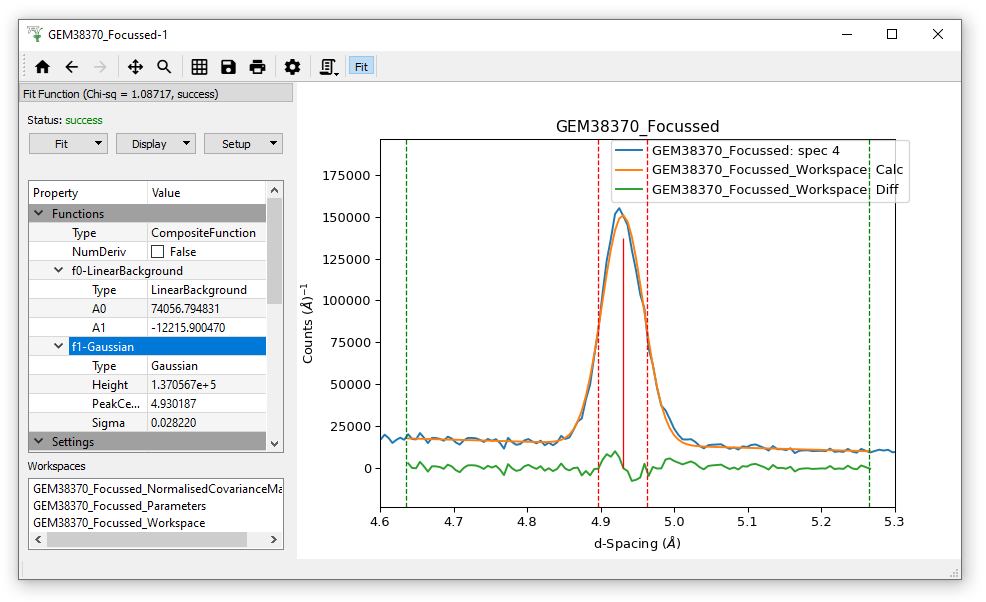 GEM38370_Focussed-1
Fit
Fit Function (Chi-sq = 1.08717, success)
Status: success
Fit Display Setup
Property Value
Functions
Type CompositeFunction
NumDeriv False
f0-LinearBackground
Type LinearBackground
A0 74056.794831
A1 -12215.900470
f1-Gaussian
Type Gaussian
Height 1.370567e+5
PeakCe... 4.930187
Sigma 0.028220
Settings
Workspaces
GEM38370_Focussed_NormalisedCovarianceMa
GEM38370_Focussed_Parameters
GEM38370_Focussed_Workspace
GEM38370_Focussed
GEM38370_Focussed: spec 4
GEM38370_Focussed_Workspace: Calc
GEM38370_Focussed_Workspace: Diff
175000
150000
125000
100000
75000
50000
25000
0
Counts (Å)⁻¹
4.6 4.7 4.8 4.9 5.0 5.1 5.2 5.3
d-Spacing (Å)